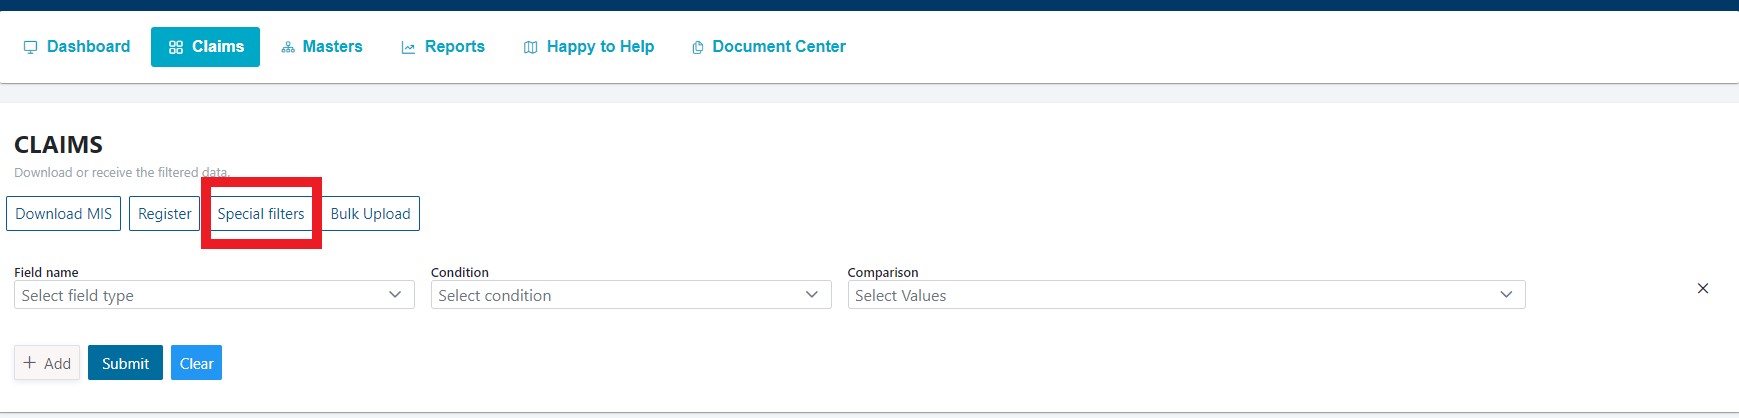 Dashboard Claims Masters Reports Happy to Help Document Center
CLAIMS
Download or receive the filtered data.
Download MIS Register Special filters Bulk Upload
Field name Condition Comparison
Select field type Select condition Select Values
+ Add Submit Clear